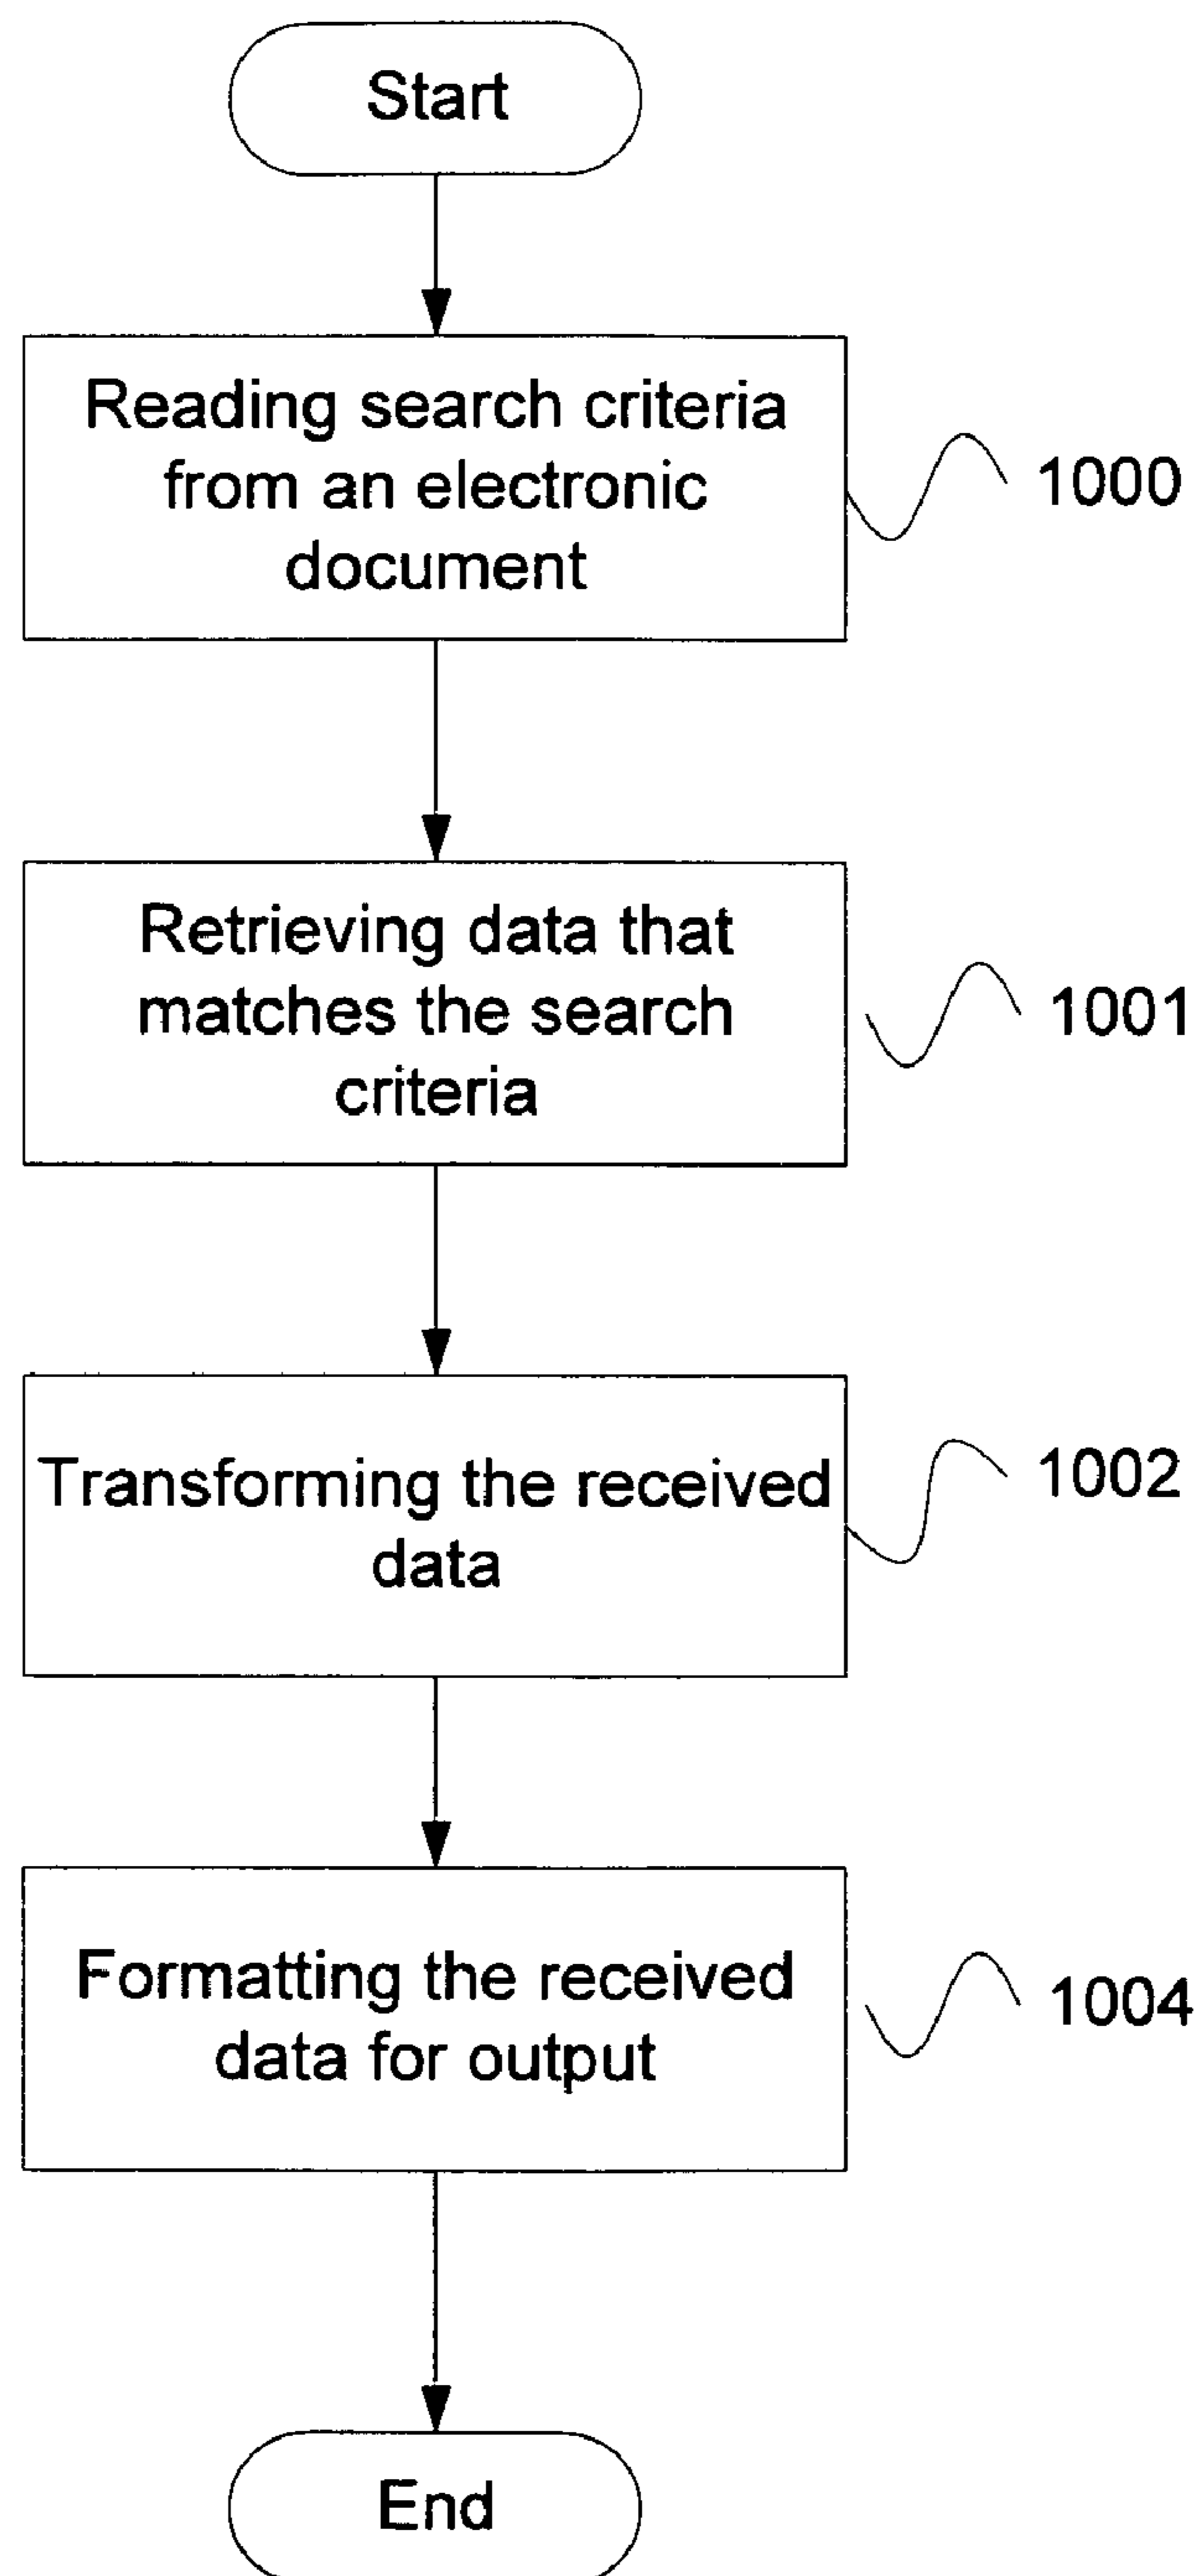 Start
Reading search criteria
from an electronic
document
1000
Retrieving data that
matches the search
criteria
1001
Transforming the received
data
1002
Formatting the received
data for output
1004
End